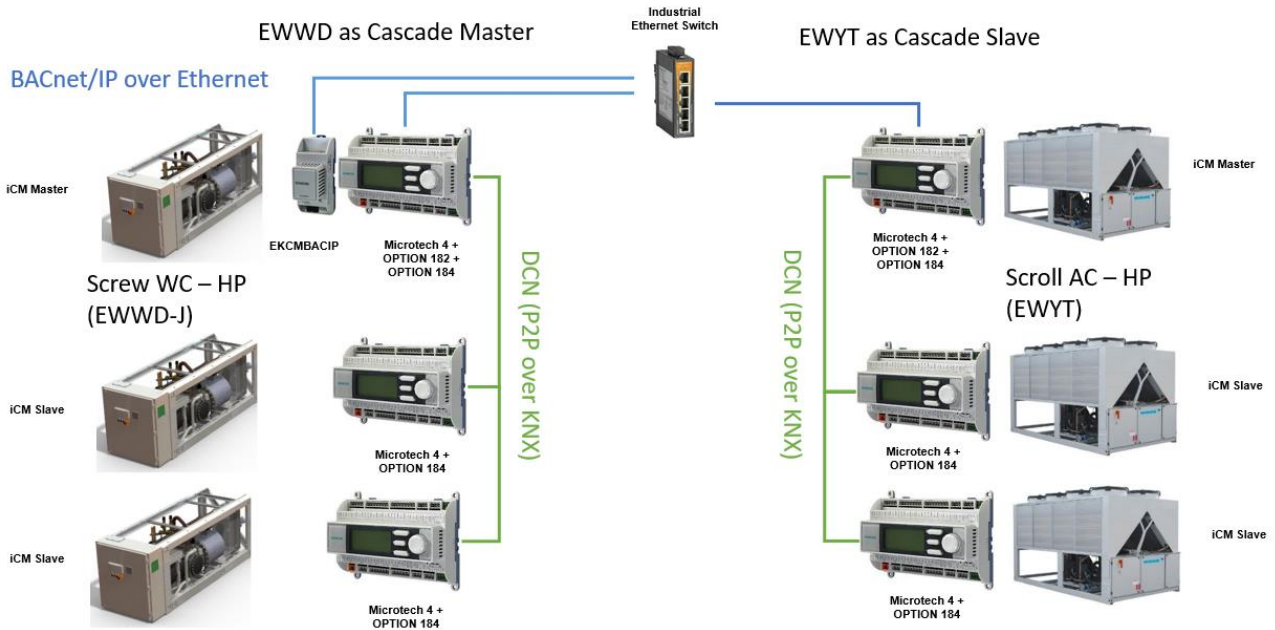 Industrial
Ethernet Switch
EWWD as Cascade Master
EWYT as Cascade Slave
BACnet/IP over Ethernet
iCM Master
EKCMBACIP
Microtech 4 +
OPTION 182 +
OPTION 184
DCN (P2P
over KNX)
Screw WC – HP
(EWWD-J)
iCM Slave
Microtech 4 +
OPTION 184
iCM Slave
Microtech 4 +
OPTION 184
iCM Master
Microtech 4 +
OPTION 182 +
OPTION 184
DCN (P2P
over KNX)
Scroll AC – HP
(EWYT)
iCM Slave
Microtech 4 +
OPTION 184
iCM Slave
Microtech 4 +
OPTION 184